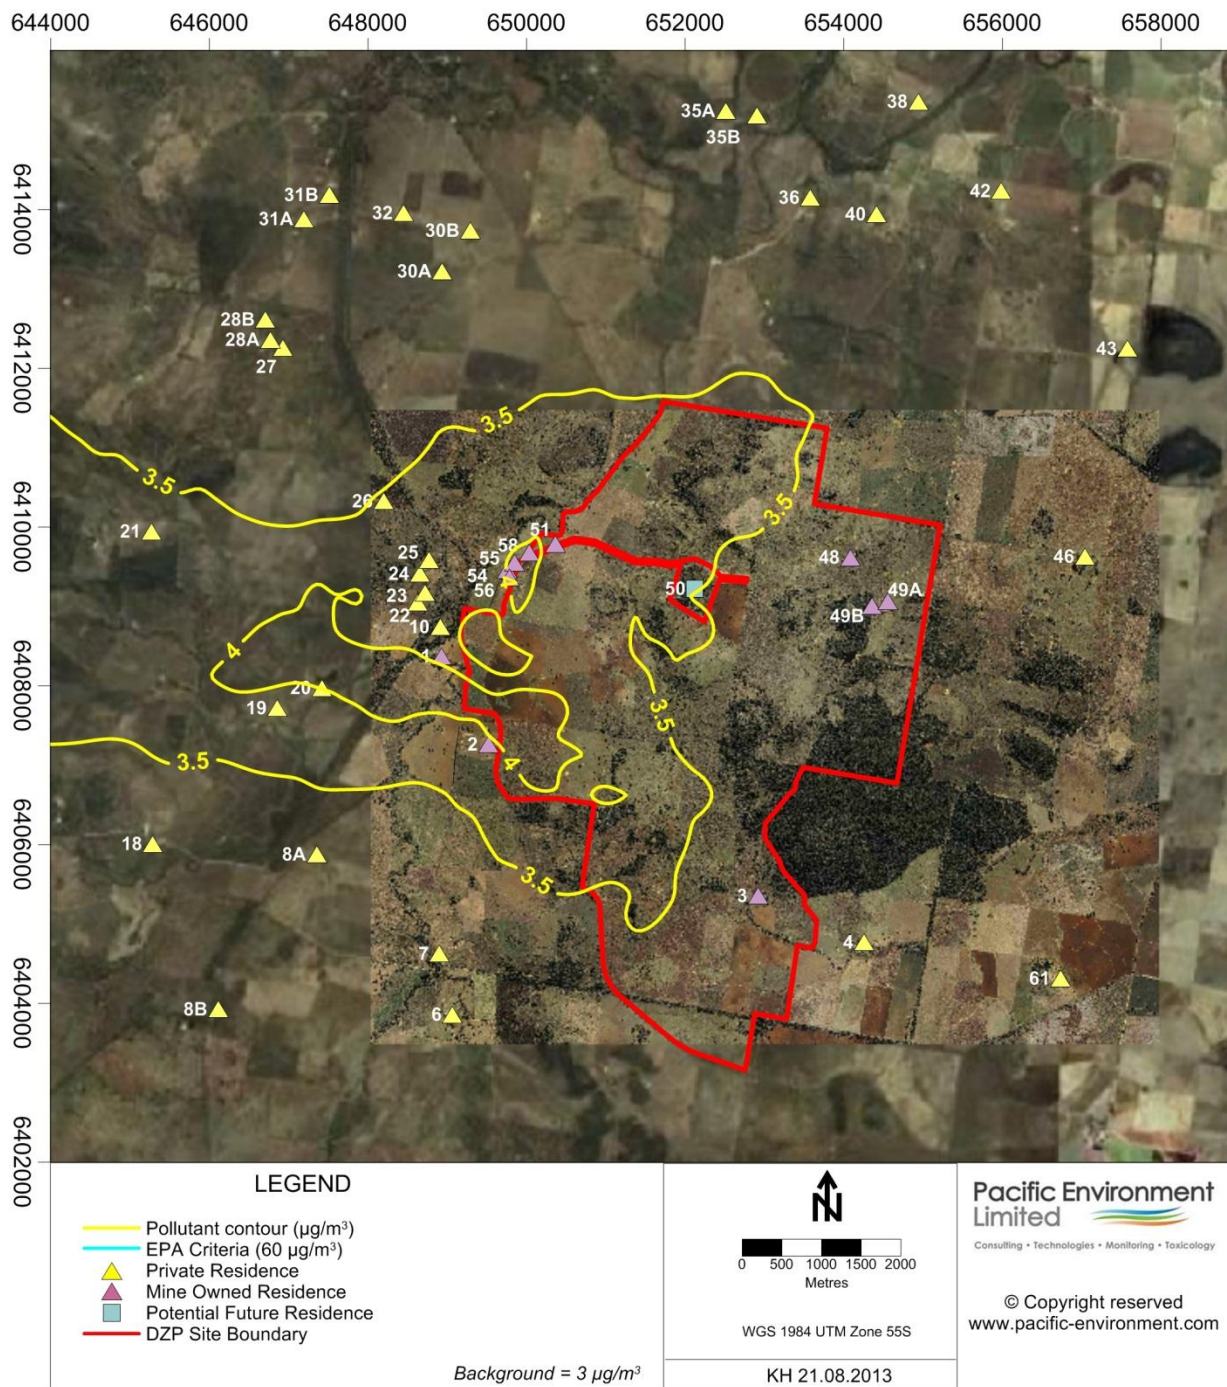 644000 646000 648000 650000 652000 654000 656000 658000
6414000
6412000
6410000
6408000
6406000
6404000
6402000
35A
35B
38
31B
31A
32
30B
30A
36
40
42
28B
28A
27
43
3.5
3.5
3.5
26
21
51
58
55
54
56
4
25
24
23
22
10
1
50
48
49A
49B
46
4
20
19
3.5
2
4
3.5
18
8A
3.5
3
7
4
61
8B
6
LEGEND
Pollutant contour (µg/m³)
EPA Criteria (60 µg/m³)
Private Residence
Mine Owned Residence
Potential Future Residence
DZP Site Boundary
Background = 3 µg/m³
N
0 500 1000 1500 2000
Metres
WGS 1984 UTM Zone 55S
KH 21.08.2013
Pacific Environment
Limited
Consulting • Technologies • Monitoring • Toxicology
© Copyright reserved
www.pacific-environment.com